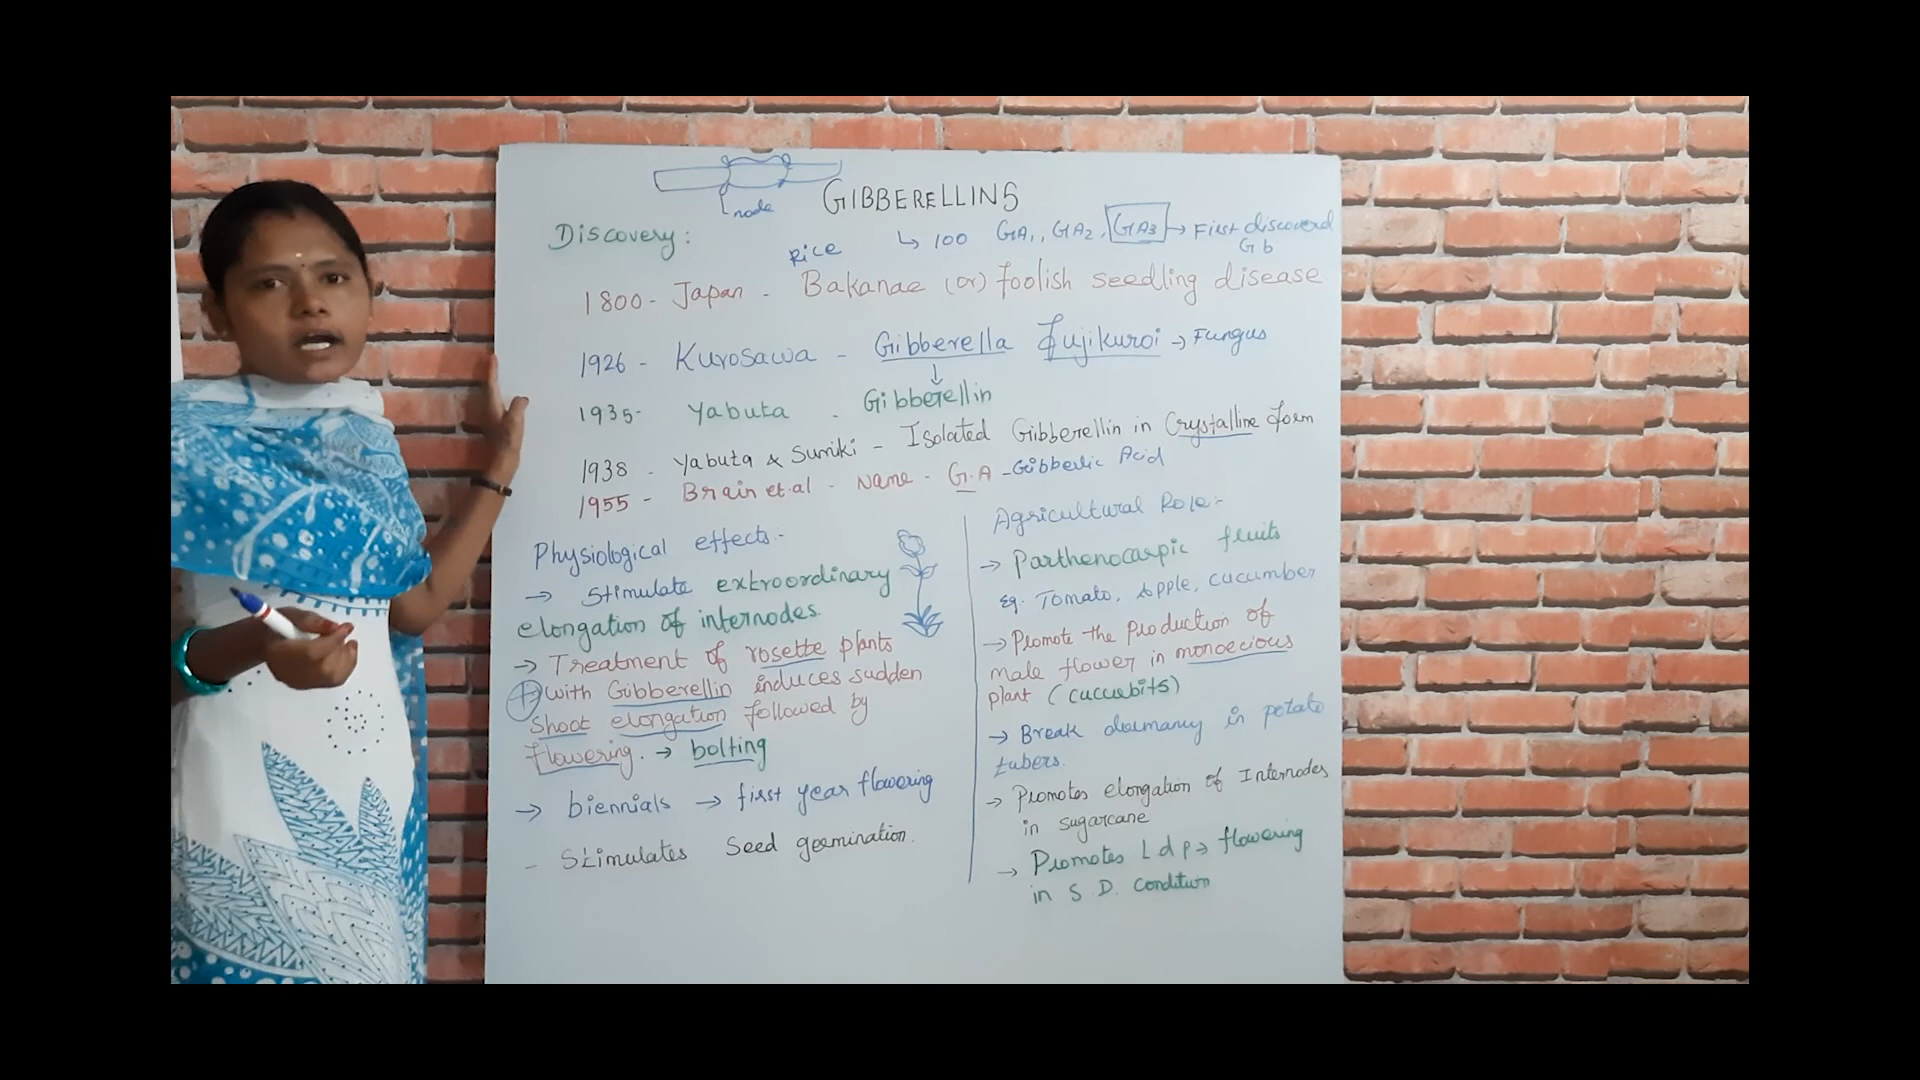 node
GIBBERELLINS
Discovery:
Rice
↳ 100 GA1, GA2, GA3 → First discovered
Gb
1800 - Japan - Bakanae (or) foolish seedling disease
1926 - Kurosawa - Gibberella Fujikuroi → Fungus
↓
1935- Yabuta - Gibberellin
1938 - Yabuta & Sumiki - Isolated Gibberellin in Crystalline form
1955 - Brain et.al - Name - G.A - Gibberlic Acid
Physiological effects:-
→ Stimulate extroordinary
elongation of internodes.
→ Treatment of rosette plants
with Gibberellin induces sudden
Shoot elongation followed by
flowering. → bolting
→ biennials → first year flowering
- Stimulates Seed germination.
Agricultural Role:-
→ Parthenocarpic fruits
Eg. Tomato, Apple, cucumber
→ Promote the production of
male flower in monoecious
plant (cucurbits)
→ Break dormancy in potato
tubers.
→ Promotes elongation of Internodes
in sugarcane
→ Promotes L d p → flowering
in S.D. condition